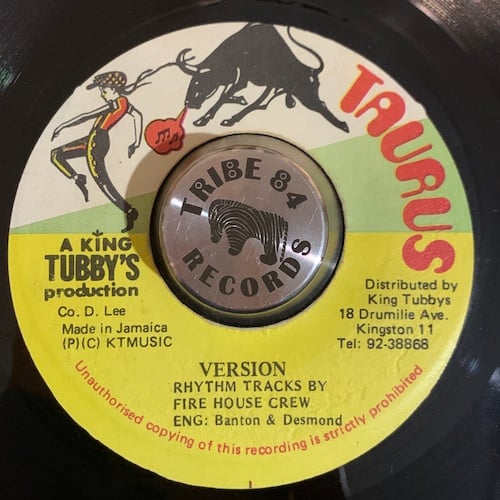 TAURUS
TRIBE 84
RECORDS
A KING
TUBBY'S
production
Co. D. Lee
Made in Jamaica
(P)(C) KTMUSIC
Distributed by
King Tubbys
18 Drumilie Ave.
Kingston 11
Tel: 92-38868
VERSION
RHYTHM TRACKS BY
FIRE HOUSE CREW
ENG: Banton & Desmond
Unauthorised copying of this recording is strictly prohibited